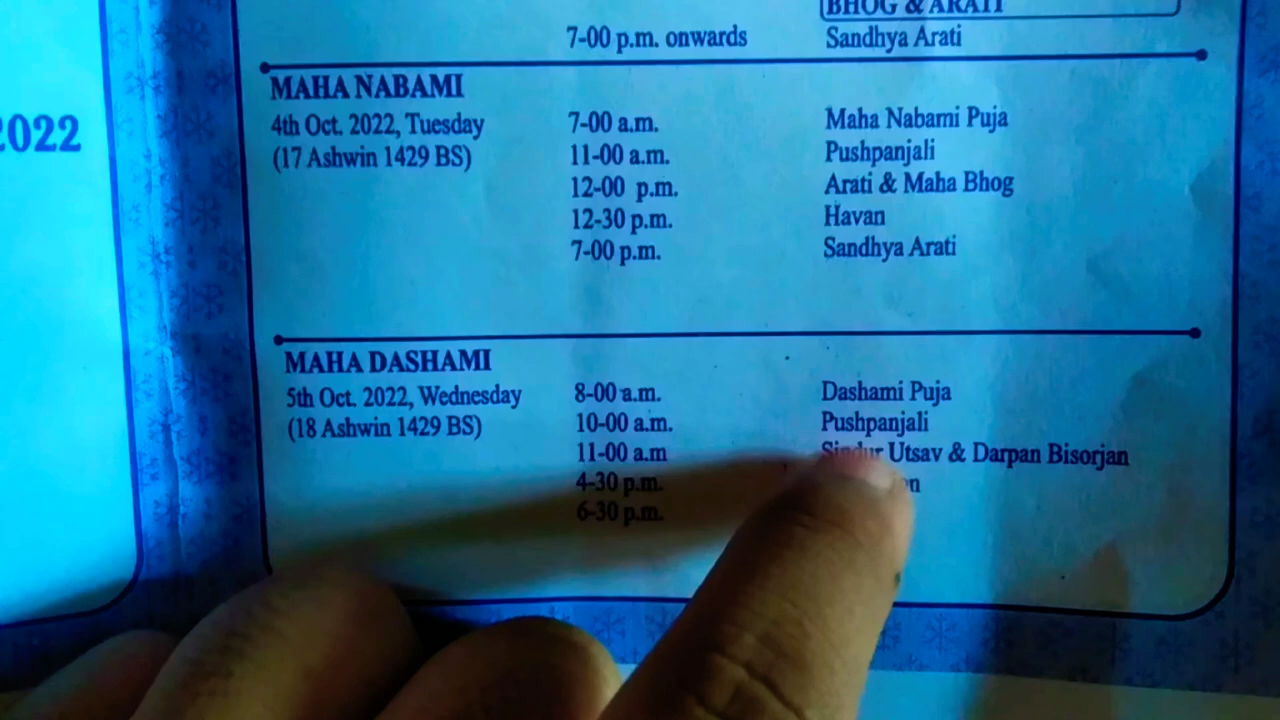 2022
BHOG & ARATI
7-00 p.m. onwards Sandhya Arati
MAHA NABAMI
4th Oct. 2022, Tuesday 7-00 a.m. Maha Nabami Puja
(17 Ashwin 1429 BS) 11-00 a.m. Pushpanjali
12-00 p.m. Arati & Maha Bhog
12-30 p.m. Havan
7-00 p.m. Sandhya Arati
MAHA DASHAMI
5th Oct. 2022, Wednesday 8-00 a.m. Dashami Puja
(18 Ashwin 1429 BS) 10-00 a.m. Pushpanjali
11-00 a.m Sindur Utsav & Darpan Bisorjan
4-30 p.m.
6-30 p.m.